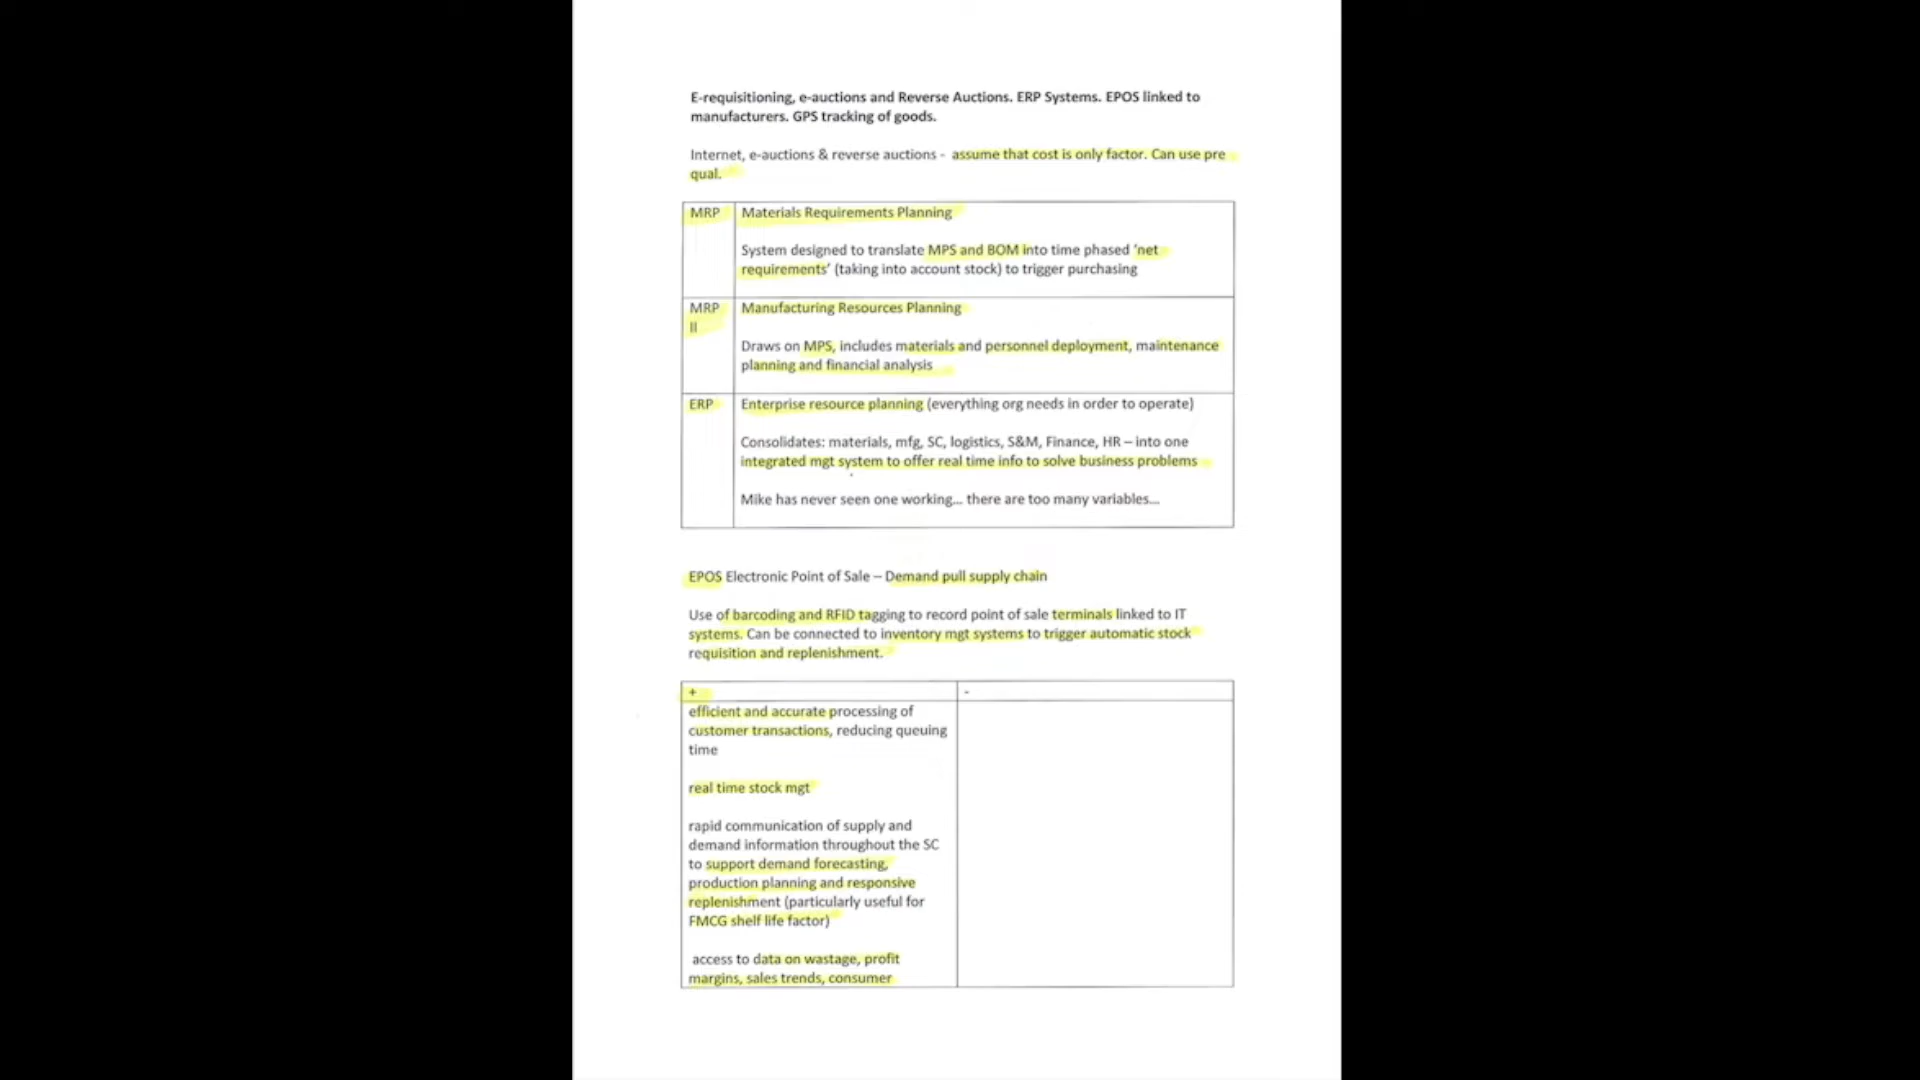 E-requisitioning, e-auctions and Reverse Auctions. ERP Systems. EPOS linked to
manufacturers. GPS tracking of goods.
Internet, e-auctions & reverse auctions - assume that cost is only factor. Can use pre
qual.
MRP Materials Requirements Planning
System designed to translate MPS and BOM into time phased 'net
requirements' (taking into account stock) to trigger purchasing
MRP Manufacturing Resources Planning
II
Draws on MPS, includes materials and personnel deployment, maintenance
planning and financial analysis
ERP Enterprise resource planning (everything org needs in order to operate)
Consolidates: materials, mfg, SC, logistics, S&M, Finance, HR – into one
integrated mgt system to offer real time info to solve business problems
Mike has never seen one working... there are too many variables...
EPOS Electronic Point of Sale – Demand pull supply chain
Use of barcoding and RFID tagging to record point of sale terminals linked to IT
systems. Can be connected to inventory mgt systems to trigger automatic stock
requisition and replenishment.
+ -
efficient and accurate processing of
customer transactions, reducing queuing
time
real time stock mgt
rapid communication of supply and
demand information throughout the SC
to support demand forecasting,
production planning and responsive
replenishment (particularly useful for
FMCG shelf life factor)
access to data on wastage, profit
margins, sales trends, consumer